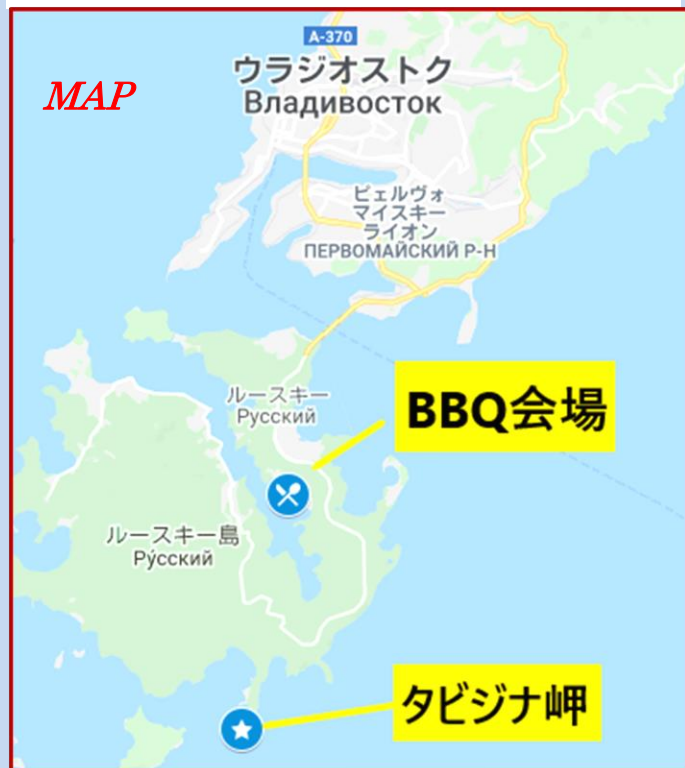 A-370
MAP
ウラジオストク
Владивосток
ピェルヴォ
マイスキー
ライオン
ПЕРВОМАЙСКИЙ Р-Н
ルースキー
Русский
BBQ会場
ルースキー島
Ру́сский
タビジナ岬